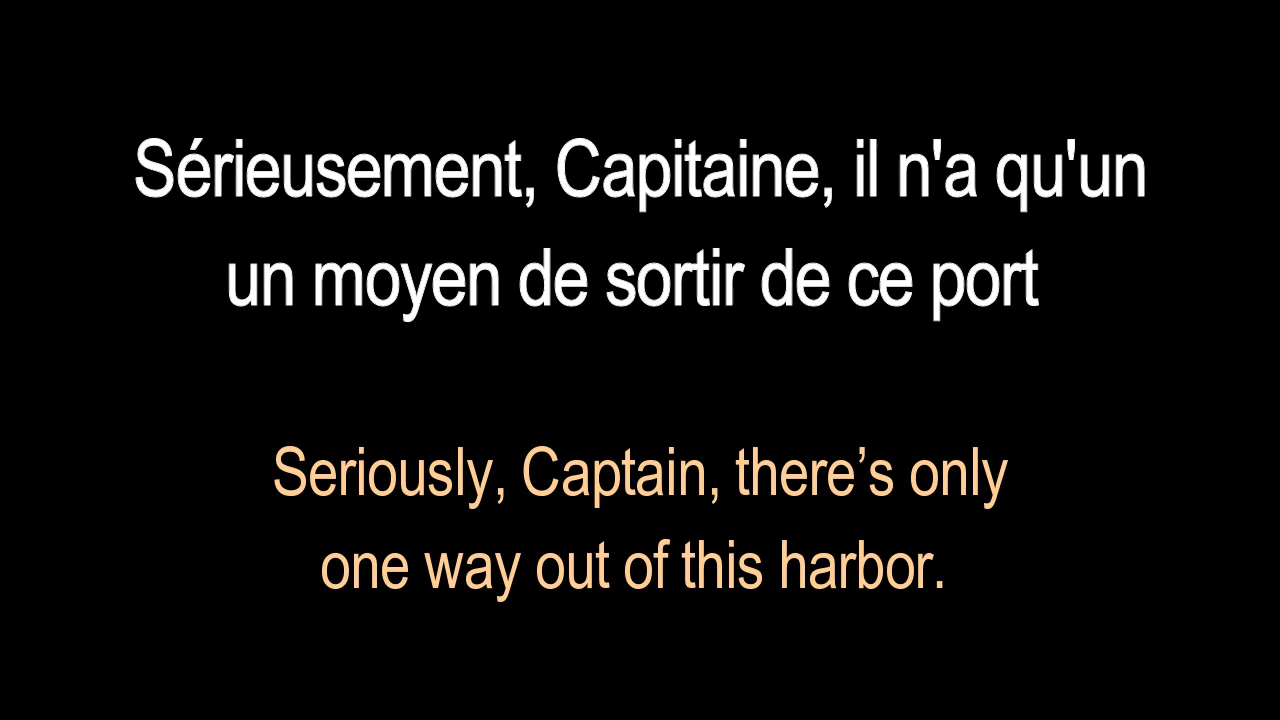 Sérieusement, Capitaine, il n'a qu'un
un moyen de sortir de ce port
Seriously, Captain, there’s only
one way out of this harbor.